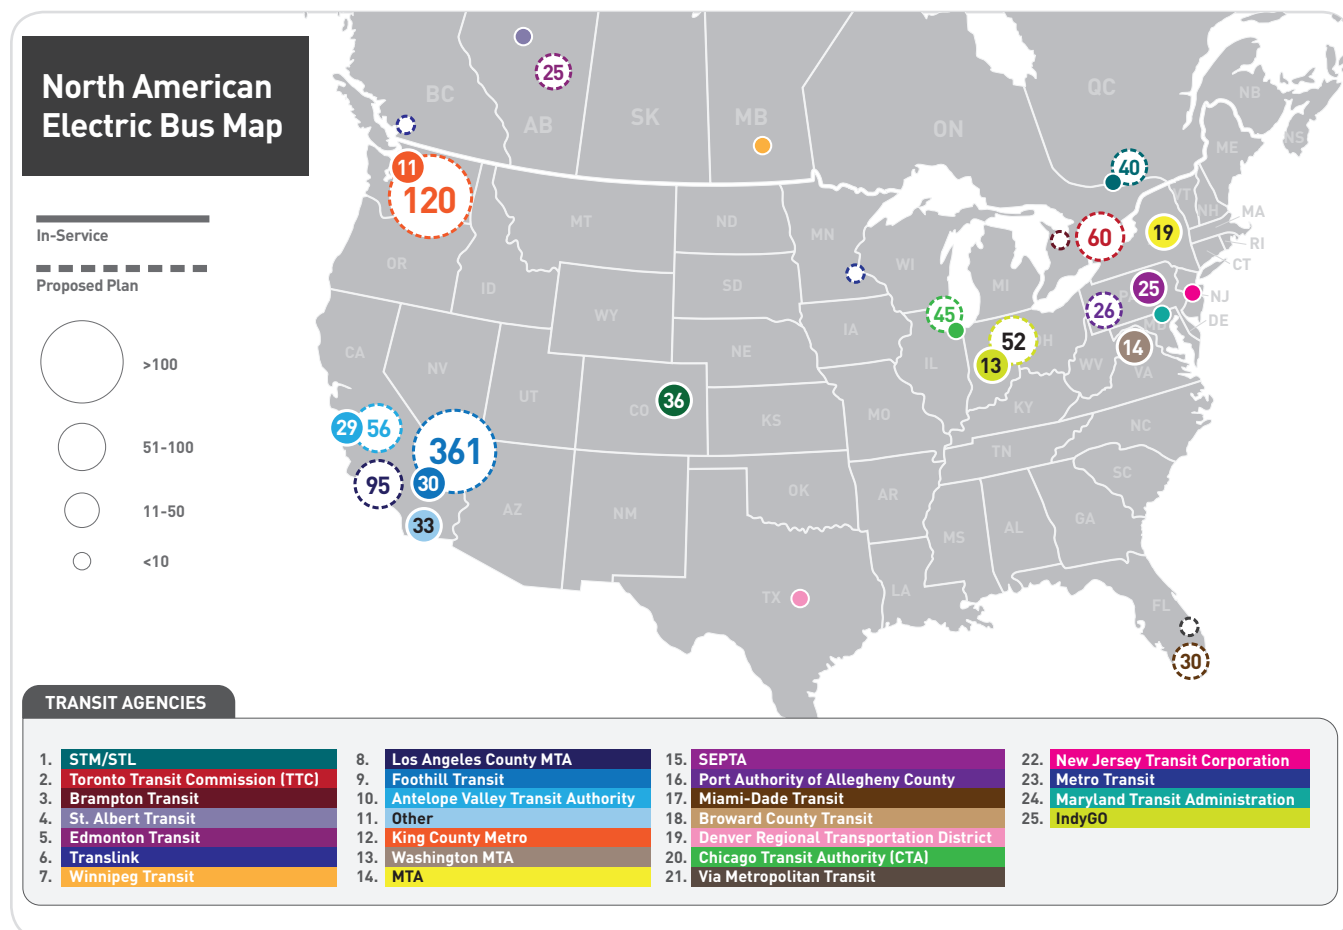 North American
Electric Bus Map
In-Service
Proposed Plan
>100
51-100
11-50
<10
BC
AB
SK
MB
ON
QC
NB
NS
ME
VT
NH
MA
RI
CT
NJ
DE
MD
PA
OH
WV
VA
NC
SC
GA
FL
AL
MS
TN
KY
MI
WI
IL
MN
IA
MO
AR
LA
ND
SD
NE
KS
OK
TX
MT
WY
CO
NM
ID
UT
AZ
OR
NV
CA
25
11
120
40
60
19
25
26
14
45
52
13
36
29
56
361
30
95
33
30
TRANSIT AGENCIES
1. STM/STL
2. Toronto Transit Commission (TTC)
3. Brampton Transit
4. St. Albert Transit
5. Edmonton Transit
6. Translink
7. Winnipeg Transit
8. Los Angeles County MTA
9. Foothill Transit
10. Antelope Valley Transit Authority
11. Other
12. King County Metro
13. Washington MTA
14. MTA
15. SEPTA
16. Port Authority of Allegheny County
17. Miami-Dade Transit
18. Broward County Transit
19. Denver Regional Transportation District
20. Chicago Transit Authority (CTA)
21. Via Metropolitan Transit
22. New Jersey Transit Corporation
23. Metro Transit
24. Maryland Transit Administration
25. IndyGO